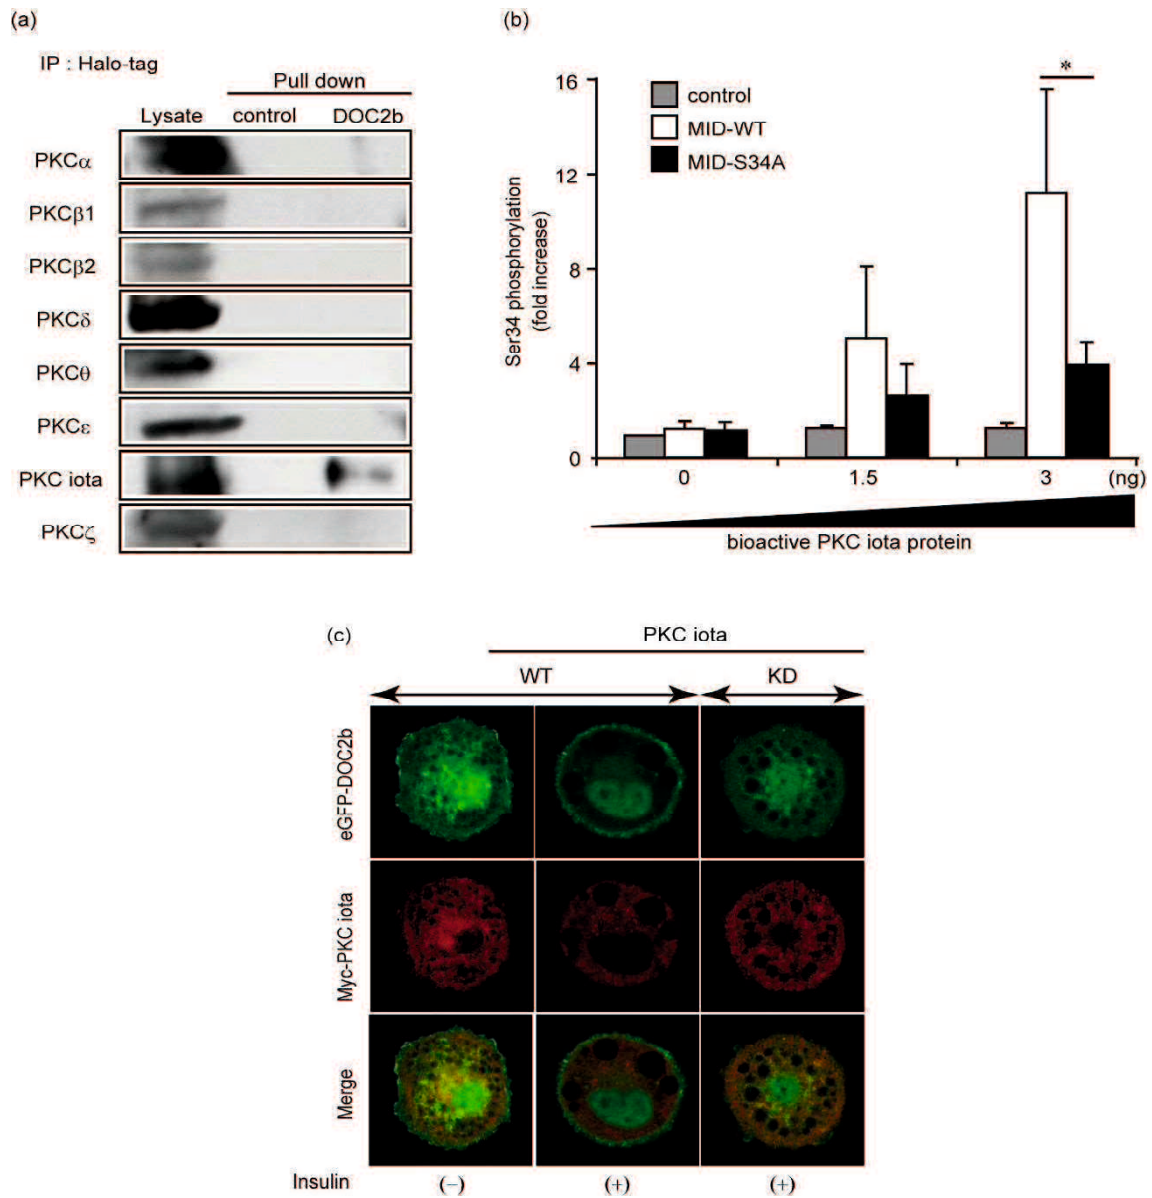 (a)
IP : Halo-tag
Pull down
Lysate control DOC2b
PKCα
PKCβ1
PKCβ2
PKCδ
PKCθ
PKCε
PKC iota
PKCζ
(b)
16
12
8
4
0
Ser34 phosphorylation
(fold increase)
control
MID-WT
MID-S34A
*
0 1.5 3 (ng)
bioactive PKC iota protein
(c)
PKC iota
WT KD
eGFP-DOC2b
Myc-PKC iota
Merge
Insulin (−) (+) (+)